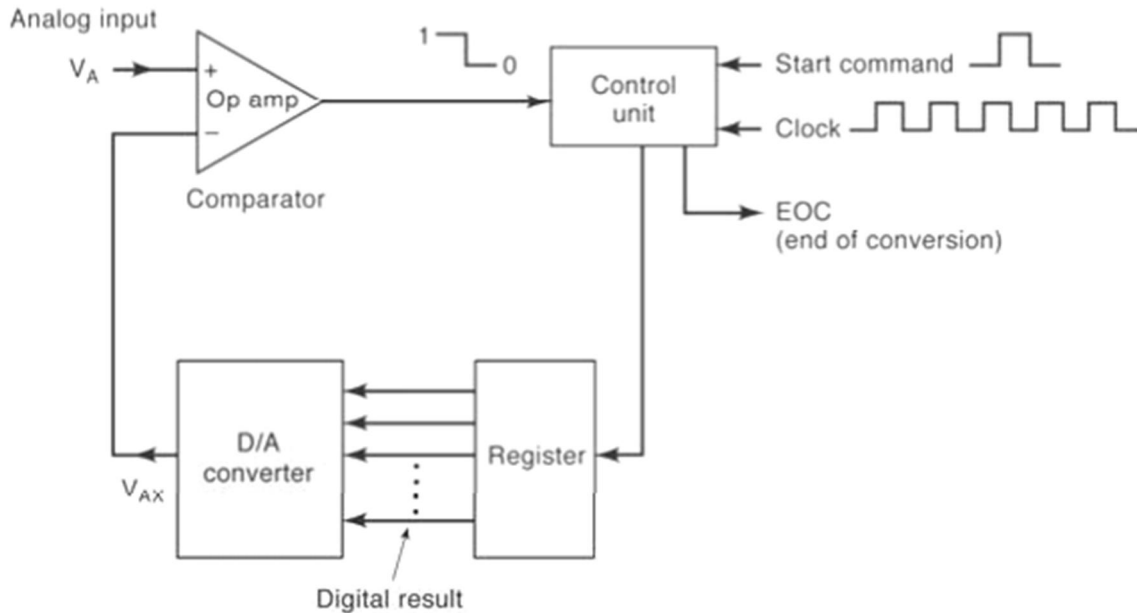 Analog input
V_A
+
Op amp
−
Comparator
1
0
Control
unit
Start command
Clock
EOC
(end of conversion)
D/A
converter
V_AX
Register
Digital result